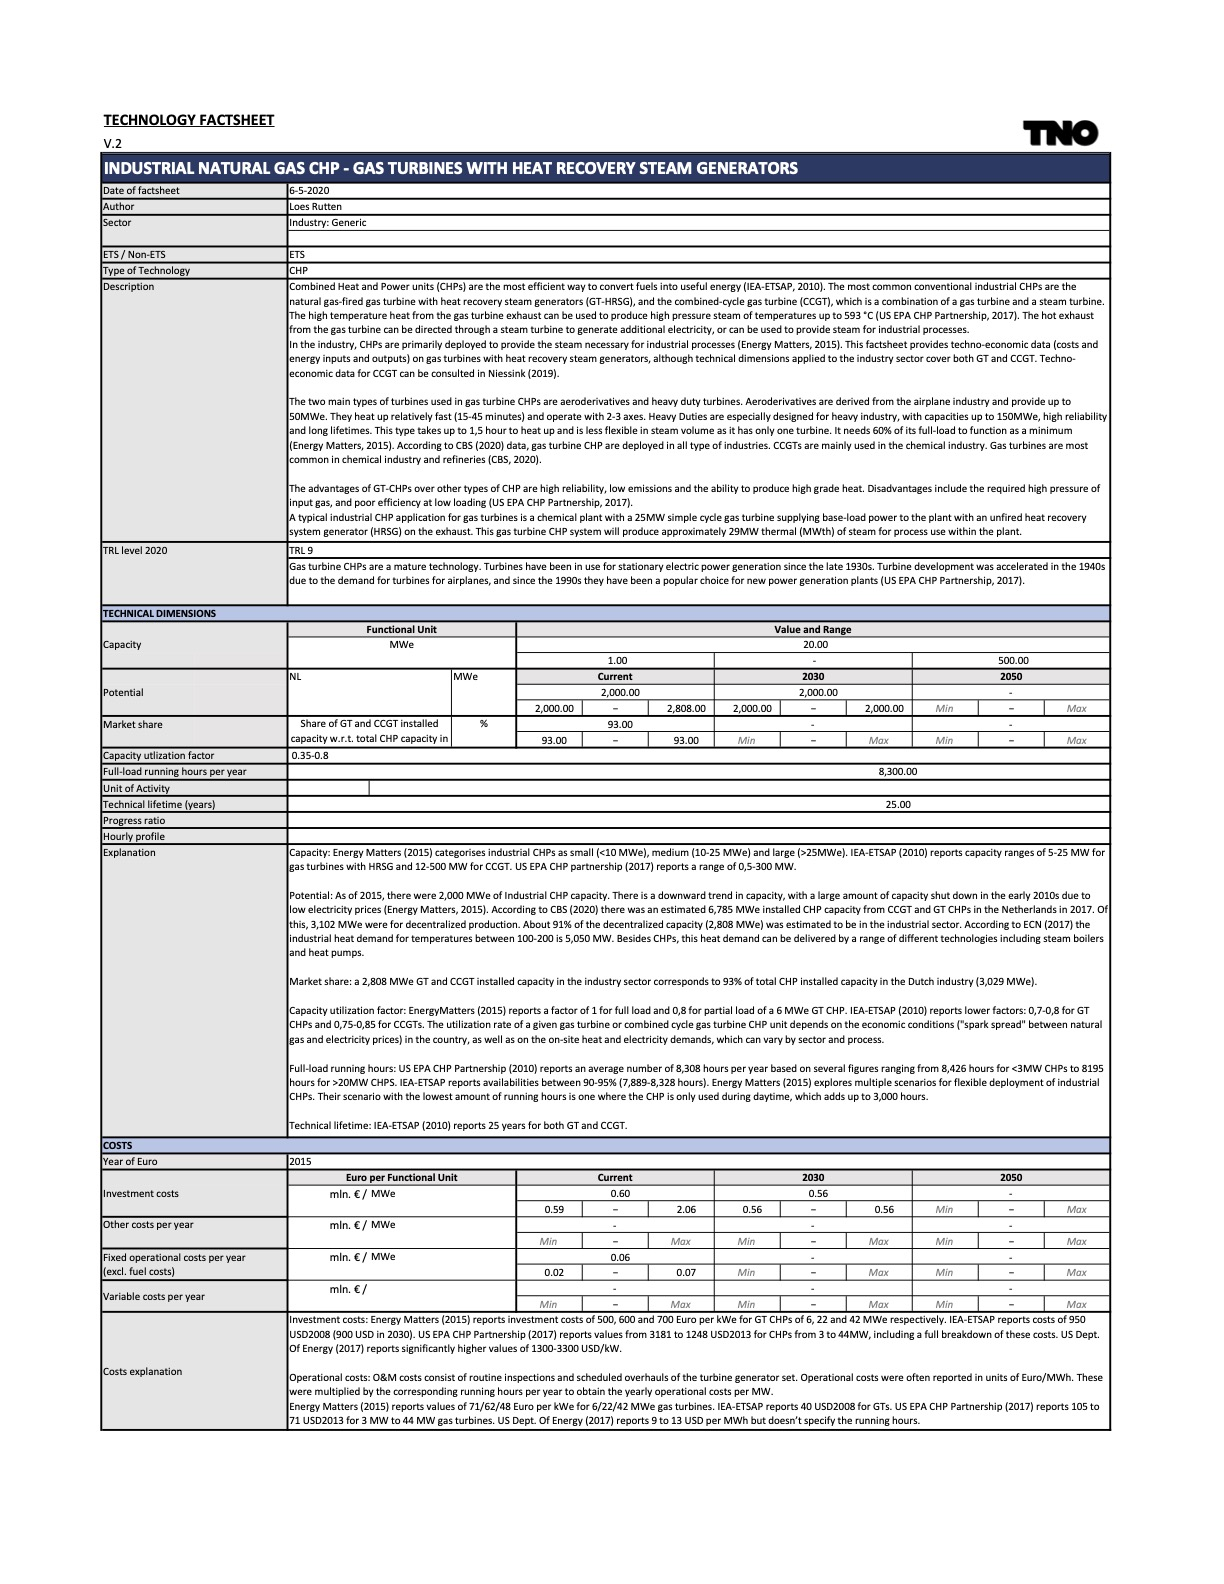 TECHNOLOGY FACTSHEET
TNO
V.2
INDUSTRIAL NATURAL GAS CHP - GAS TURBINES WITH HEAT RECOVERY STEAM GENERATORS
Date of factsheet 6-5-2020
Author Loes Rutten
Sector Industry: Generic
ETS / Non-ETS ETS
Type of Technology CHP
Description Combined Heat and Power units (CHPs) are the most efficient way to convert fuels into useful energy (IEA-ETSAP, 2010). The most common conventional industrial CHPs are the
natural gas-fired gas turbine with heat recovery steam generators (GT-HRSG), and the combined-cycle gas turbine (CCGT), which is a combination of a gas turbine and a steam turbine.
The high temperature heat from the gas turbine exhaust can be used to produce high pressure steam of temperatures up to 593 °C (US EPA CHP Partnership, 2017). The hot exhaust
from the gas turbine can be directed through a steam turbine to generate additional electricity, or can be used to provide steam for industrial processes.
In the industry, CHPs are primarily deployed to provide the steam necessary for industrial processes (Energy Matters, 2015). This factsheet provides techno-economic data (costs and
energy inputs and outputs) on gas turbines with heat recovery steam generators, although technical dimensions applied to the industry sector cover both GT and CCGT. Techno-
economic data for CCGT can be consulted in Niessink (2019).
The two main types of turbines used in gas turbine CHPs are aeroderivatives and heavy duty turbines. Aeroderivatives are derived from the airplane industry and provide up to
50MWe. They heat up relatively fast (15-45 minutes) and operate with 2-3 axes. Heavy Duties are especially designed for heavy industry, with capacities up to 150MWe, high reliability
and long lifetimes. This type takes up to 1,5 hour to heat up and is less flexible in steam volume as it has only one turbine. It needs 60% of its full-load to function as a minimum
(Energy Matters, 2015). According to CBS (2020) data, gas turbine CHP are deployed in all type of industries. CCGTs are mainly used in the chemical industry. Gas turbines are most
common in chemical industry and refineries (CBS, 2020).
The advantages of GT-CHPs over other types of CHP are high reliability, low emissions and the ability to produce high grade heat. Disadvantages include the required high pressure of
input gas, and poor efficiency at low loading (US EPA CHP Partnership, 2017).
A typical industrial CHP application for gas turbines is a chemical plant with a 25MW simple cycle gas turbine supplying base-load power to the plant with an unfired heat recovery
system generator (HRSG) on the exhaust. This gas turbine CHP system will produce approximately 29MW thermal (MWth) of steam for process use within the plant.
TRL level 2020 TRL 9
Gas turbine CHPs are a mature technology. Turbines have been in use for stationary electric power generation since the late 1930s. Turbine development was accelerated in the 1940s
due to the demand for turbines for airplanes, and since the 1990s they have been a popular choice for new power generation plants (US EPA CHP Partnership, 2017).
TECHNICAL DIMENSIONS
Functional Unit Value and Range
Capacity MWe 20.00
1.00 - 500.00
NL MWe Current 2030 2050
Potential 2,000.00 2,000.00 -
2,000.00 – 2,808.00 2,000.00 – 2,000.00 Min – Max
Market share Share of GT and CCGT installed % 93.00 - -
capacity w.r.t. total CHP capacity in 93.00 – 93.00 Min – Max Min – Max
Capacity utlization factor 0.35-0.8
Full-load running hours per year 8,300.00
Unit of Activity
Technical lifetime (years) 25.00
Progress ratio
Hourly profile
Explanation Capacity: Energy Matters (2015) categorises industrial CHPs as small (<10 MWe), medium (10-25 MWe) and large (>25MWe). IEA-ETSAP (2010) reports capacity ranges of 5-25 MW for
gas turbines with HRSG and 12-500 MW for CCGT. US EPA CHP partnership (2017) reports a range of 0,5-300 MW.
Potential: As of 2015, there were 2,000 MWe of Industrial CHP capacity. There is a downward trend in capacity, with a large amount of capacity shut down in the early 2010s due to
low electricity prices (Energy Matters, 2015). According to CBS (2020) there was an estimated 6,785 MWe installed CHP capacity from CCGT and GT CHPs in the Netherlands in 2017. Of
this, 3,102 MWe were for decentralized production. About 91% of the decentralized capacity (2,808 MWe) was estimated to be in the industrial sector. According to ECN (2017) the
industrial heat demand for temperatures between 100-200 is 5,050 MW. Besides CHPs, this heat demand can be delivered by a range of different technologies including steam boilers
and heat pumps.
Market share: a 2,808 MWe GT and CCGT installed capacity in the industry sector corresponds to 93% of total CHP installed capacity in the Dutch industry (3,029 MWe).
Capacity utilization factor: EnergyMatters (2015) reports a factor of 1 for full load and 0,8 for partial load of a 6 MWe GT CHP. IEA-ETSAP (2010) reports lower factors: 0,7-0,8 for GT
CHPs and 0,75-0,85 for CCGTs. The utilization rate of a given gas turbine or combined cycle gas turbine CHP unit depends on the economic conditions ("spark spread" between natural
gas and electricity prices) in the country, as well as on the on-site heat and electricity demands, which can vary by sector and process.
Full-load running hours: US EPA CHP Partnership (2010) reports an average number of 8,308 hours per year based on several figures ranging from 8,426 hours for <3MW CHPs to 8195
hours for >20MW CHPS. IEA-ETSAP reports availabilities between 90-95% (7,889-8,328 hours). Energy Matters (2015) explores multiple scenarios for flexible deployment of industrial
CHPs. Their scenario with the lowest amount of running hours is one where the CHP is only used during daytime, which adds up to 3,000 hours.
Technical lifetime: IEA-ETSAP (2010) reports 25 years for both GT and CCGT.
COSTS
Year of Euro 2015
Euro per Functional Unit Current 2030 2050
Investment costs mln. € / MWe 0.60 0.56 -
0.59 – 2.06 0.56 – 0.56 Min – Max
Other costs per year mln. € / MWe - - -
Min – Max Min – Max Min – Max
Fixed operational costs per year mln. € / MWe 0.06 - -
(excl. fuel costs) 0.02 – 0.07 Min – Max Min – Max
Variable costs per year mln. € / - - -
Min – Max Min – Max Min – Max
Investment costs: Energy Matters (2015) reports investment costs of 500, 600 and 700 Euro per kWe for GT CHPs of 6, 22 and 42 MWe respectively. IEA-ETSAP reports costs of 950
USD2008 (900 USD in 2030). US EPA CHP Partnership (2017) reports values from 3181 to 1248 USD2013 for CHPs from 3 to 44MW, including a full breakdown of these costs. US Dept.
Of Energy (2017) reports significantly higher values of 1300-3300 USD/kW.
Costs explanation Operational costs: O&M costs consist of routine inspections and scheduled overhauls of the turbine generator set. Operational costs were often reported in units of Euro/MWh. These
were multiplied by the corresponding running hours per year to obtain the yearly operational costs per MW.
Energy Matters (2015) reports values of 71/62/48 Euro per kWe for 6/22/42 MWe gas turbines. IEA-ETSAP reports 40 USD2008 for GTs. US EPA CHP Partnership (2017) reports 105 to
71 USD2013 for 3 MW to 44 MW gas turbines. US Dept. Of Energy (2017) reports 9 to 13 USD per MWh but doesn't specify the running hours.